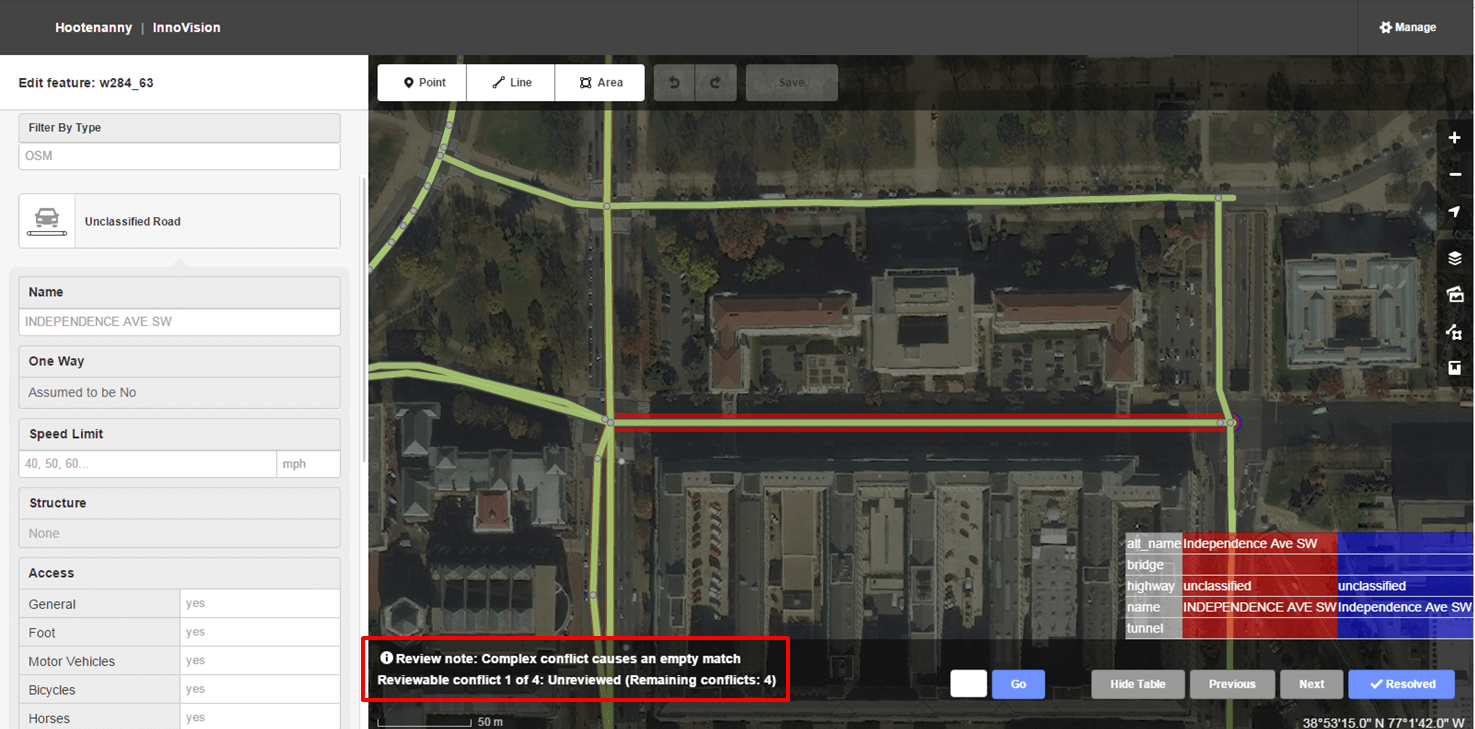 Hootenanny | InnoVision
Manage
Edit feature: w284_63
Filter By Type
OSM
Unclassified Road
Name
INDEPENDENCE AVE SW
One Way
Assumed to be No
Speed Limit
40, 50, 60...
mph
Structure
None
Access
General yes
Foot yes
Motor Vehicles yes
Bicycles yes
Horses yes
Point
Line
Area
Save
alt_name Independence Ave SW
bridge
highway unclassified unclassified
name INDEPENDENCE AVE SW Independence Ave SW
tunnel
Review note: Complex conflict causes an empty match
Reviewable conflict 1 of 4: Unreviewed (Remaining conflicts: 4)
Go
Hide Table
Previous
Next
Resolved
50 m
38°53'15.0" N 77°1'42.0" W